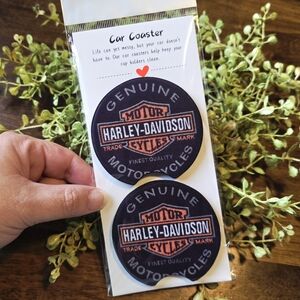 Car Coaster
Life can get messy, but your car doesn't
have to. Our car coasters help keep your
cup holders clean.
GENUINE
MOTOR
HARLEY-DAVIDSON
TRADE MARK
CYCLES
FINEST QUALITY
MOTORCYCLES
GENUINE
MOTOR
HARLEY-DAVIDSON
TRADE MARK
CYCLES
FINEST QUALITY
MOTORCYCLES